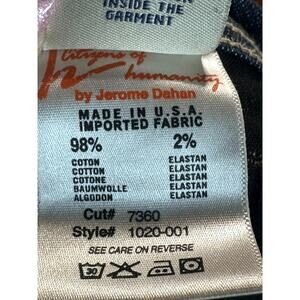 INSIDE THE
GARMENT
Citizens of
humanity
by Jerome Dahan
MADE IN U.S.A.
IMPORTED FABRIC
98% 2%
COTON ELASTAN
COTTON ELASTAN
COTONE ELASTAN
BAUMWOLLE ELASTAN
ALGODON ELASTAN
Cut# 7360
Style# 1020-001
SEE CARE ON REVERSE
30